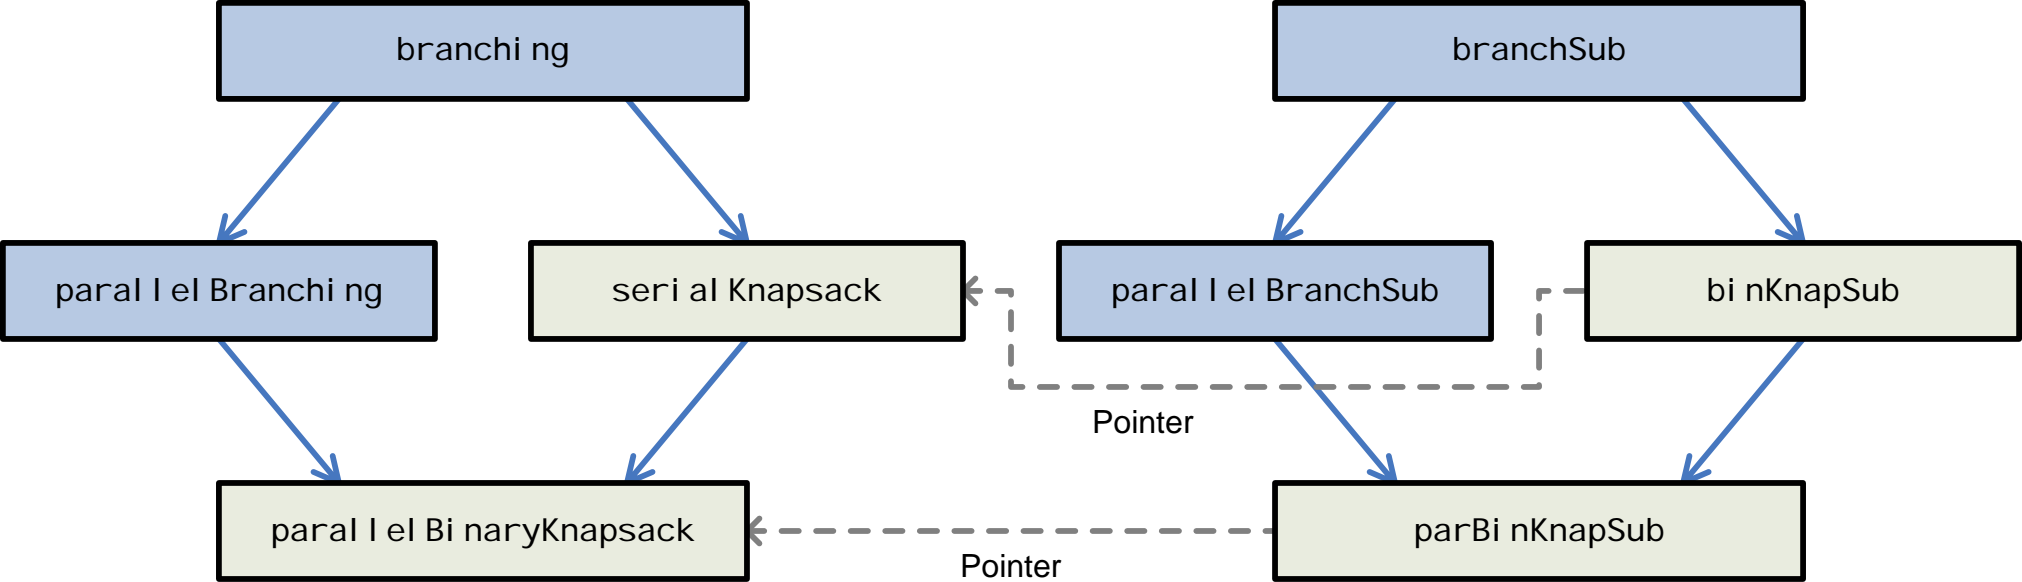 branching
branchSub
parallelBranching
serialKnapsack
parallelBranchSub
binKnapSub
Pointer
parallelBinaryKnapsack
parBinKnapSub
Pointer